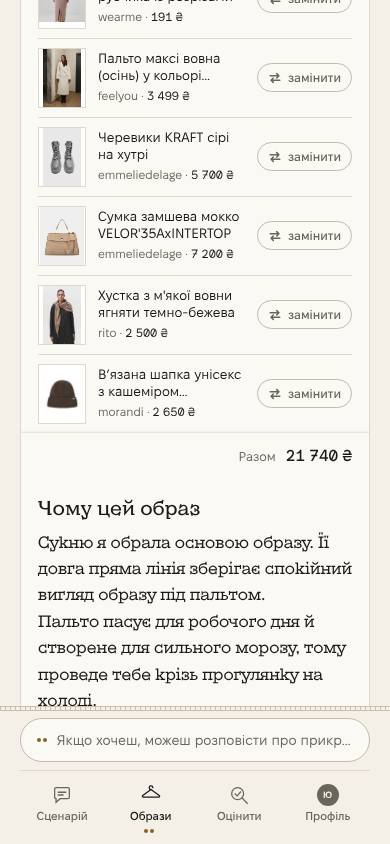 wearme · 191 ₴
замінити
Пальто максі вовна
(осінь) у кольорі...
feelyou · 3 499 ₴
замінити
Черевики KRAFT сірі
на хутрі
emmeliedelage · 5 700 ₴
замінити
Сумка замшева мокко
VELOR'35AxINTERTOP
emmeliedelage · 7 200 ₴
замінити
Хустка з м'якої вовни
ягняти темно-бежева
rito · 2 500 ₴
замінити
В'язана шапка унісекс
з кашеміром...
morandi · 2 650 ₴
замінити
Разом 21 740 ₴
Чому цей образ
Сукню я обрала основою образу. Її
довга пряма лінія зберігає спокійний
вигляд образу під пальтом.
Пальто пасує для робочого дня й
створене для сильного морозу, тому
проведе тебе крізь прогулянку на
холоді.
Якщо хочеш, можеш розповісти про прикр...
Сценарій
Образи
Оцінити
Ю
Профіль